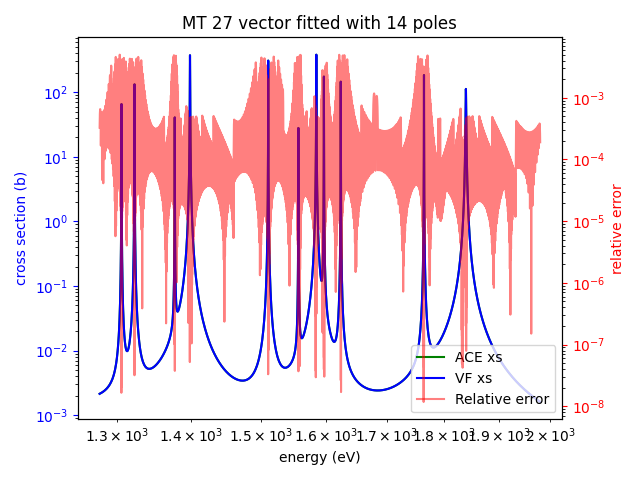 MT 27 vector fitted with 14 poles
cross section (b)
10²
10¹
10⁰
10⁻¹
10⁻²
10⁻³
relative error
10⁻³
10⁻⁴
10⁻⁵
10⁻⁶
10⁻⁷
10⁻⁸
ACE xs
VF xs
Relative error
1.3 × 10³ 1.4 × 10³ 1.5 × 10³ 1.6 × 10³ 1.7 × 10³ 1.8 × 10³ 1.9 × 10³ 2 × 10³
energy (eV)